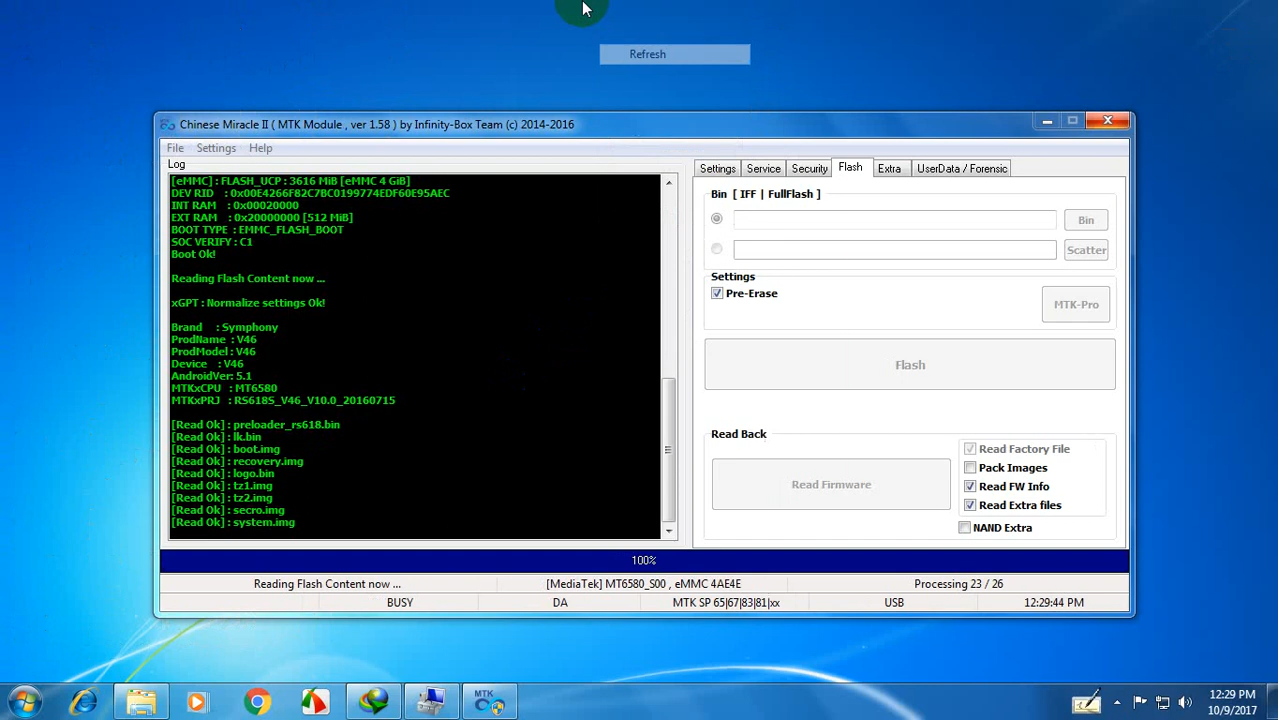 Refresh
Chinese Miracle II ( MTK Module , ver 1.58 ) by Infinity-Box Team (c) 2014-2016
File Settings Help
Log
[eMMC] : FLASH_UCP : 3616 MiB [eMMC 4 GiB]
DEV RID : 0x00E4266F82C7BC0199774EDF60E95AEC
INT RAM : 0x00020000
EXT RAM : 0x20000000 [512 MiB]
BOOT TYPE : EMMC_FLASH_BOOT
SOC VERIFY : C1
Boot Ok!
Reading Flash Content now ...
xGPT : Normalize settings Ok!
Brand : Symphony
ProdName : V46
ProdModel : V46
Device : V46
AndroidVer: 5.1
MTKxCPU : MT6580
MTKxPRJ : RS618S_V46_V10.0_20160715
[Read Ok] : preloader_rs618.bin
[Read Ok] : lk.bin
[Read Ok] : boot.img
[Read Ok] : recovery.img
[Read Ok] : logo.bin
[Read Ok] : tz1.img
[Read Ok] : tz2.img
[Read Ok] : secro.img
[Read Ok] : system.img
Settings Service Security Flash Extra UserData / Forensic
Bin [ IFF | FullFlash ]
Bin
Scatter
Settings
Pre-Erase
MTK-Pro
Flash
Read Back
Read Firmware
Read Factory File
Pack Images
Read FW Info
Read Extra files
NAND Extra
100%
Reading Flash Content now ... [MediaTek] MT6580_S00 , eMMC 4AE4E Processing 23 / 26
BUSY DA MTK SP 65|67|83|81|xx USB 12:29:44 PM
MTK
12:29 PM
10/9/2017